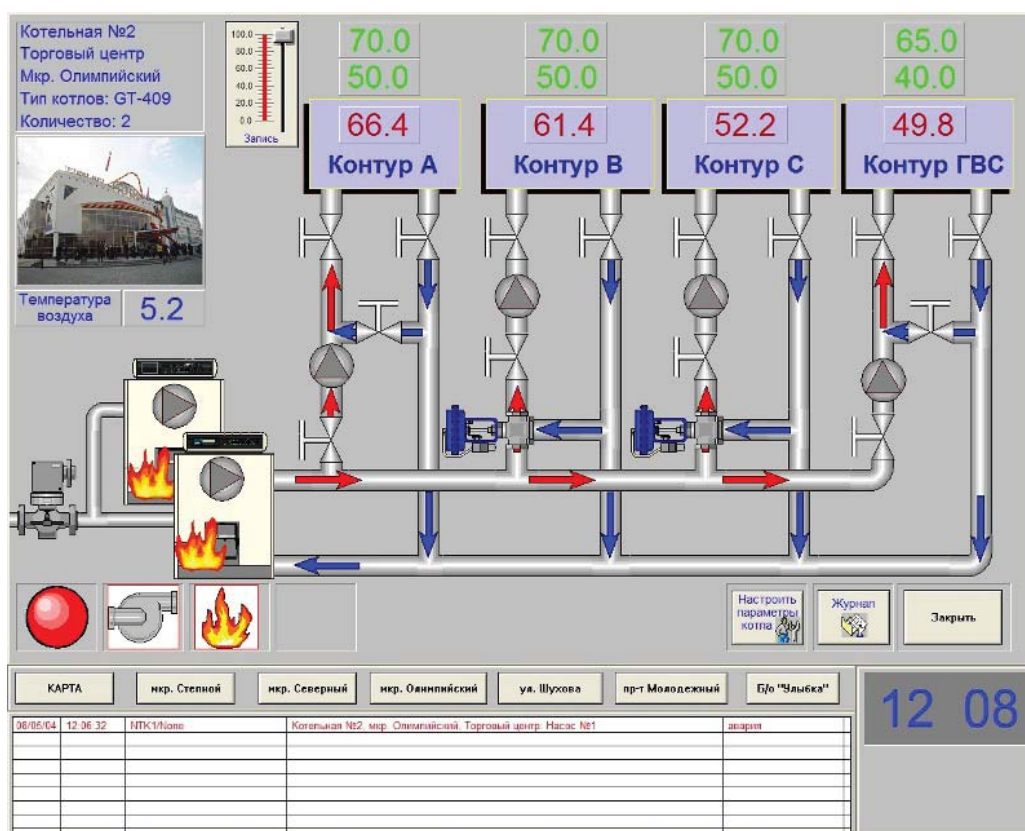 Котельная №2
Торговый центр
Мкр. Олимпийский
Тип котлов: GT-409
Количество: 2
100.0
80.0
60.0
40.0
20.0
0.0
Запись
70.0 70.0 70.0 65.0
50.0 50.0 50.0 40.0
66.4 61.4 52.2 49.8
Контур А Контур В Контур С Контур ГВС
Температура
воздуха
5.2
Настроить
параметры
котла
Журнал
Закрыть
КАРТА мкр. Степной мкр. Северный мкр. Олимпийский ул. Шухова пр-т Молодежный Б/о "Улыбка"
12 08
08/05/04 12:06:32 NTK1/None Котельная №2, мкр. Олимпийский, Торговый центр: Насос №1 авария